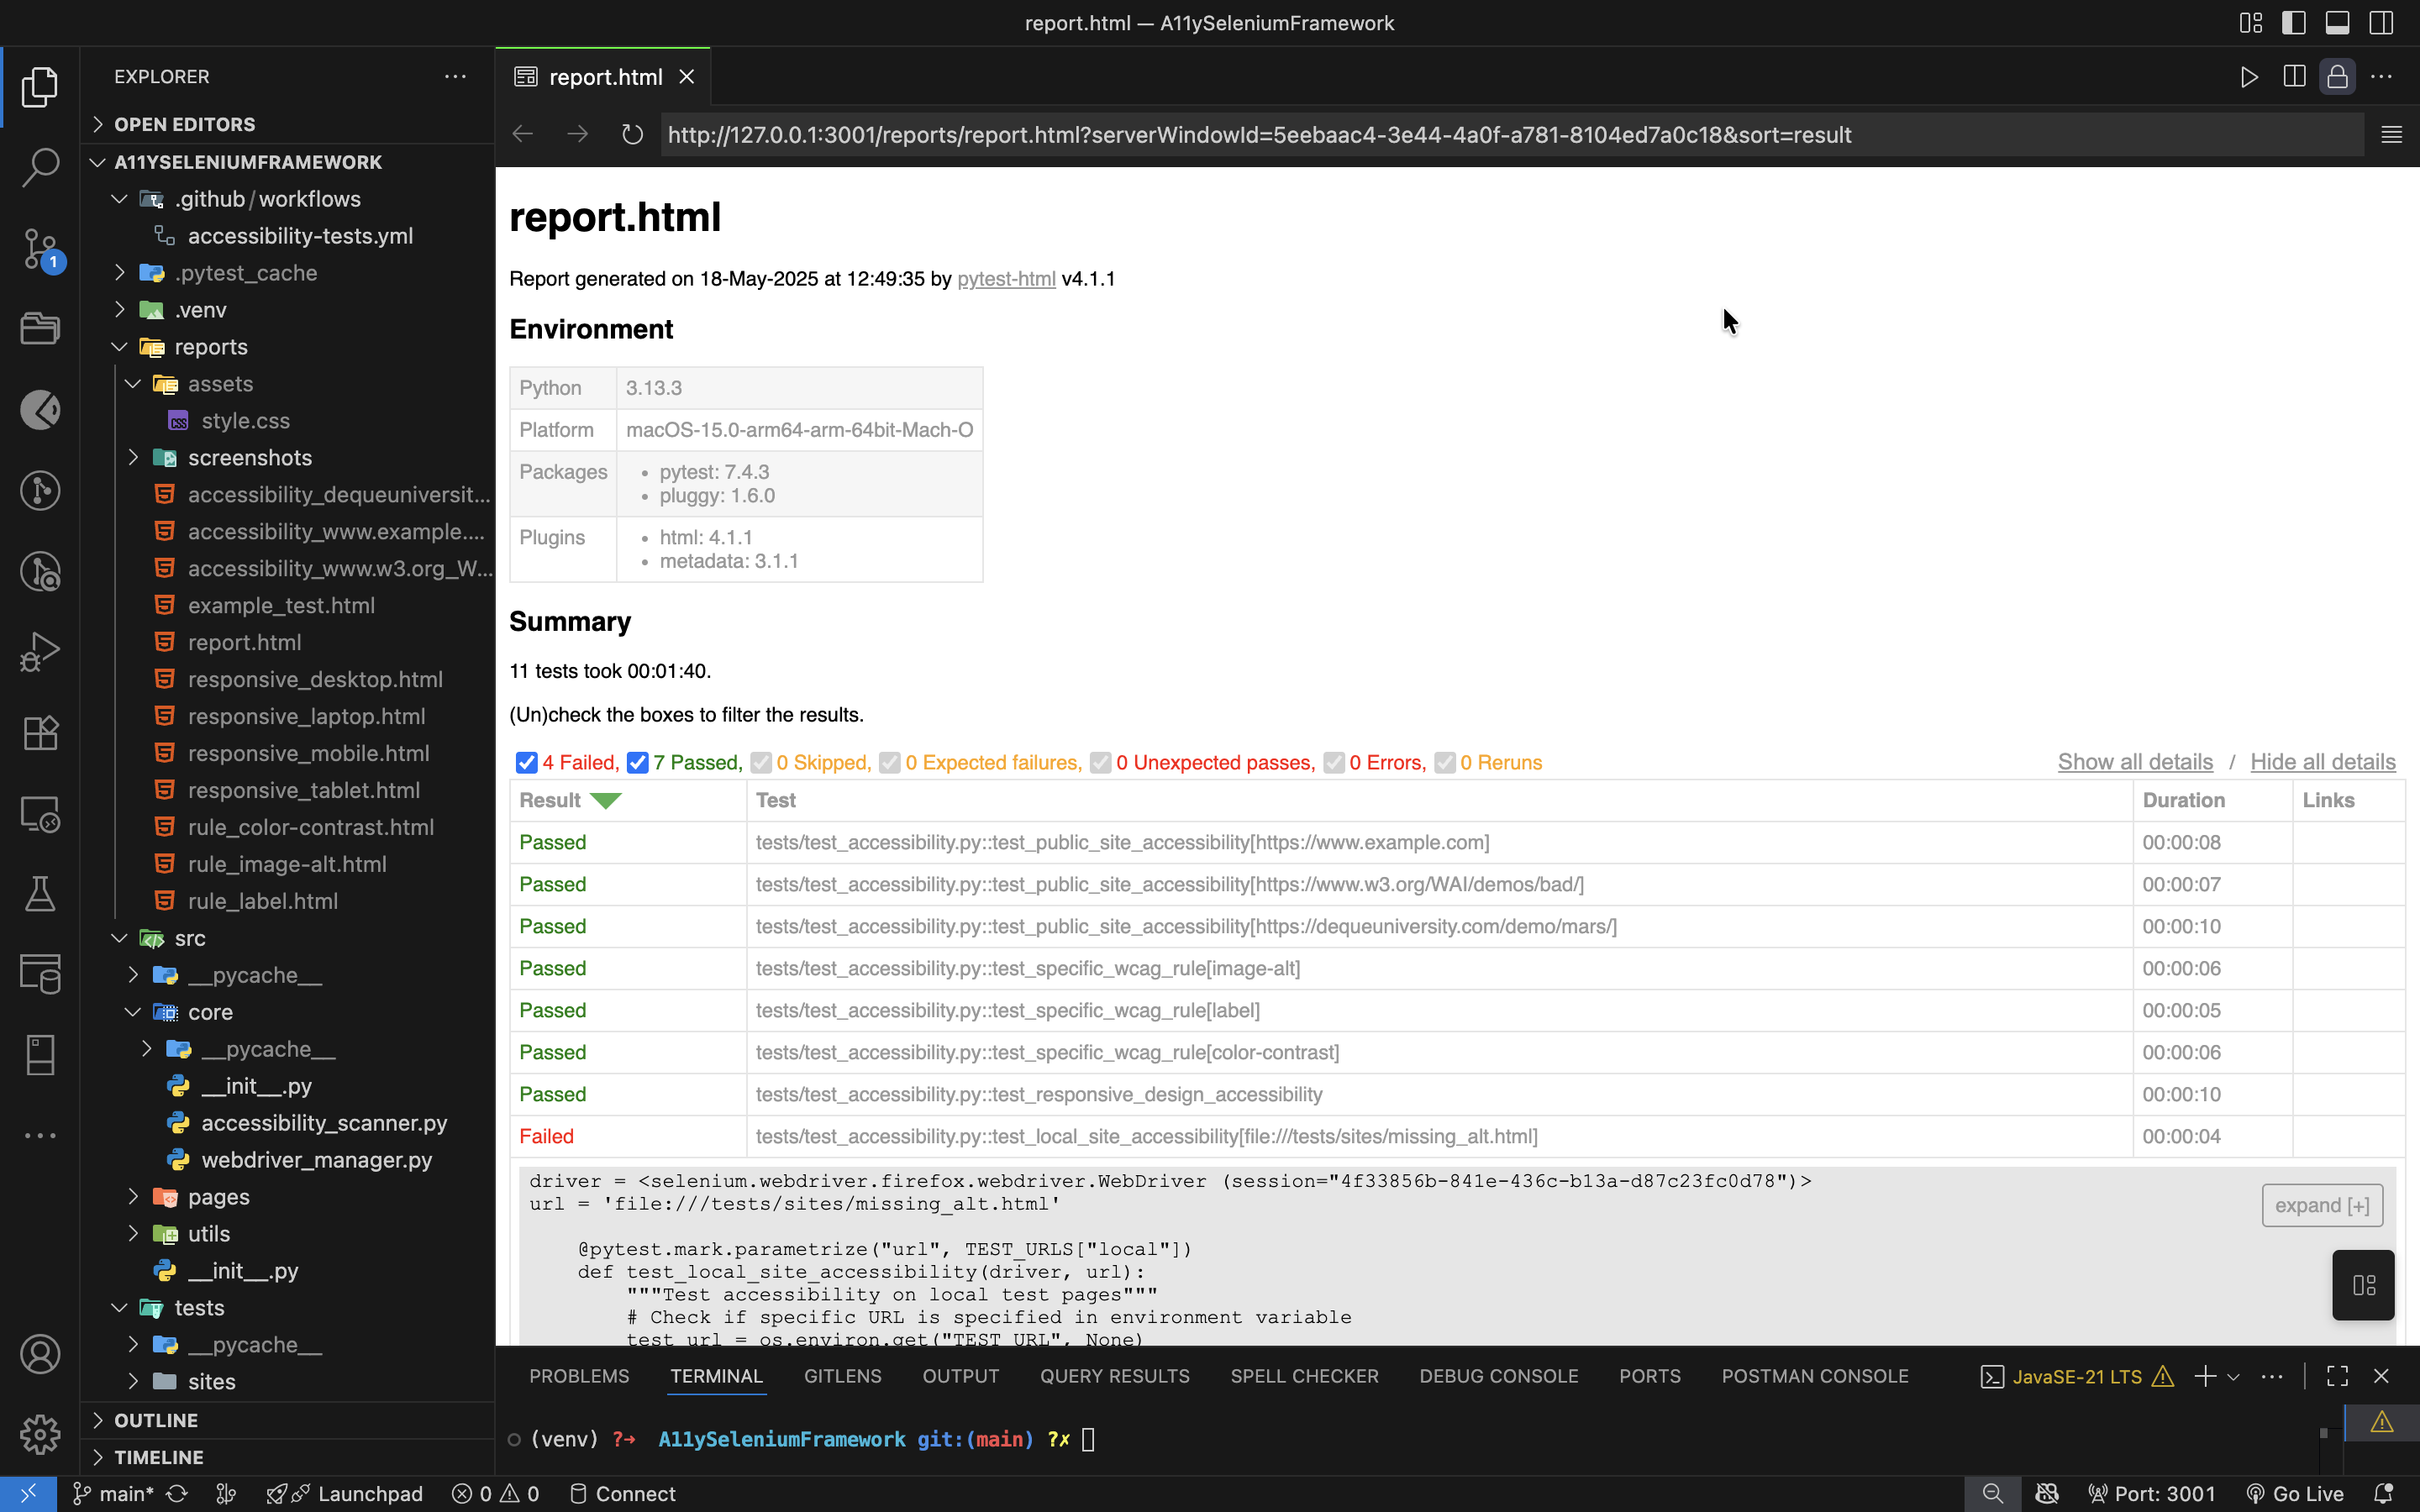 report.html — A11ySeleniumFramework
EXPLORER
OPEN EDITORS
A11YSELENIUMFRAMEWORK
.github/workflows
accessibility-tests.yml
.pytest_cache
.venv
reports
assets
style.css
screenshots
accessibility_dequeuniversit...
accessibility_www.example....
accessibility_www.w3.org_W...
example_test.html
report.html
responsive_desktop.html
responsive_laptop.html
responsive_mobile.html
responsive_tablet.html
rule_color-contrast.html
rule_image-alt.html
rule_label.html
src
__pycache__
core
__pycache__
__init__.py
accessibility_scanner.py
webdriver_manager.py
pages
utils
__init__.py
tests
__pycache__
sites
OUTLINE
TIMELINE
1
report.html
http://127.0.0.1:3001/reports/report.html?serverWindowId=5eebaac4-3e44-4a0f-a781-8104ed7a0c18&sort=result
report.html
Report generated on 18-May-2025 at 12:49:35 by pytest-html v4.1.1
Environment
Python 3.13.3
Platform macOS-15.0-arm64-arm-64bit-Mach-O
Packages • pytest: 7.4.3
• pluggy: 1.6.0
Plugins • html: 4.1.1
• metadata: 3.1.1
Summary
11 tests took 00:01:40.
(Un)check the boxes to filter the results.
4 Failed, 7 Passed, 0 Skipped, 0 Expected failures, 0 Unexpected passes, 0 Errors, 0 Reruns Show all details / Hide all details
Result Test Duration Links
Passed tests/test_accessibility.py::test_public_site_accessibility[https://www.example.com] 00:00:08
Passed tests/test_accessibility.py::test_public_site_accessibility[https://www.w3.org/WAI/demos/bad/] 00:00:07
Passed tests/test_accessibility.py::test_public_site_accessibility[https://dequeuniversity.com/demo/mars/] 00:00:10
Passed tests/test_accessibility.py::test_specific_wcag_rule[image-alt] 00:00:06
Passed tests/test_accessibility.py::test_specific_wcag_rule[label] 00:00:05
Passed tests/test_accessibility.py::test_specific_wcag_rule[color-contrast] 00:00:06
Passed tests/test_accessibility.py::test_responsive_design_accessibility 00:00:10
Failed tests/test_accessibility.py::test_local_site_accessibility[file:///tests/sites/missing_alt.html] 00:00:04
driver = <selenium.webdriver.firefox.webdriver.WebDriver (session="4f33856b-841e-436c-b13a-d87c23fc0d78")>
url = 'file:///tests/sites/missing_alt.html'
expand [+]
@pytest.mark.parametrize("url", TEST_URLS["local"])
def test_local_site_accessibility(driver, url):
"""Test accessibility on local test pages"""
# Check if specific URL is specified in environment variable
test_url = os.environ.get("TEST_URL", None)
PROBLEMS TERMINAL GITLENS OUTPUT QUERY RESULTS SPELL CHECKER DEBUG CONSOLE PORTS POSTMAN CONSOLE JavaSE-21 LTS
(venv) ?→ A11ySeleniumFramework git:(main) ?✗
main* Launchpad 0 0 Connect Port: 3001 Go Live